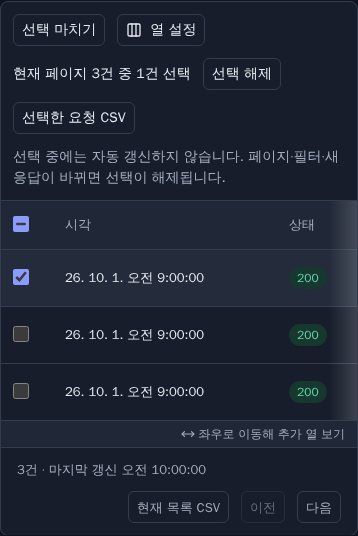 선택 마치기 열 설정
현재 페이지 3건 중 1건 선택 선택 해제
선택한 요청 CSV
선택 중에는 자동 갱신하지 않습니다. 페이지·필터·새
응답이 바뀌면 선택이 해제됩니다.
시각 상태
26. 10. 1. 오전 9:00:00 200
26. 10. 1. 오전 9:00:00 200
26. 10. 1. 오전 9:00:00 200
↔ 좌우로 이동해 추가 열 보기
3건 · 마지막 갱신 오전 10:00:00
현재 목록 CSV 이전 다음